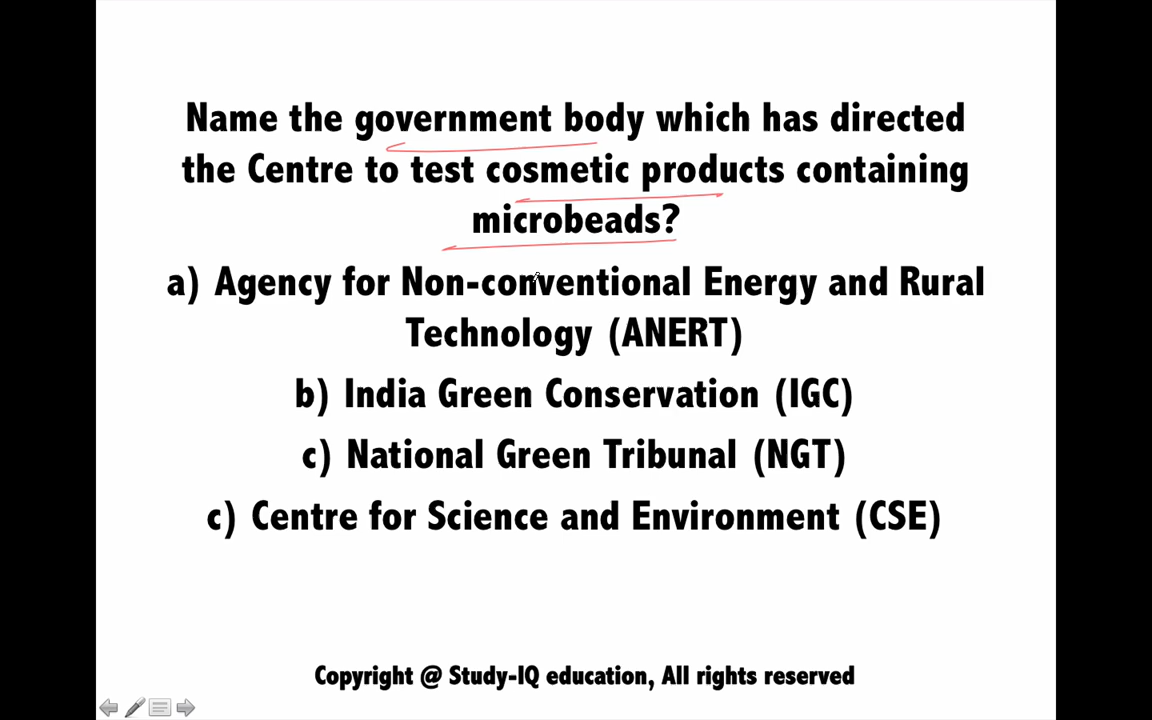 Name the government body which has directed
the Centre to test cosmetic products containing
microbeads?
a) Agency for Non-conventional Energy and Rural
Technology (ANERT)
b) India Green Conservation (IGC)
c) National Green Tribunal (NGT)
c) Centre for Science and Environment (CSE)
Copyright @ Study-IQ education, All rights reserved